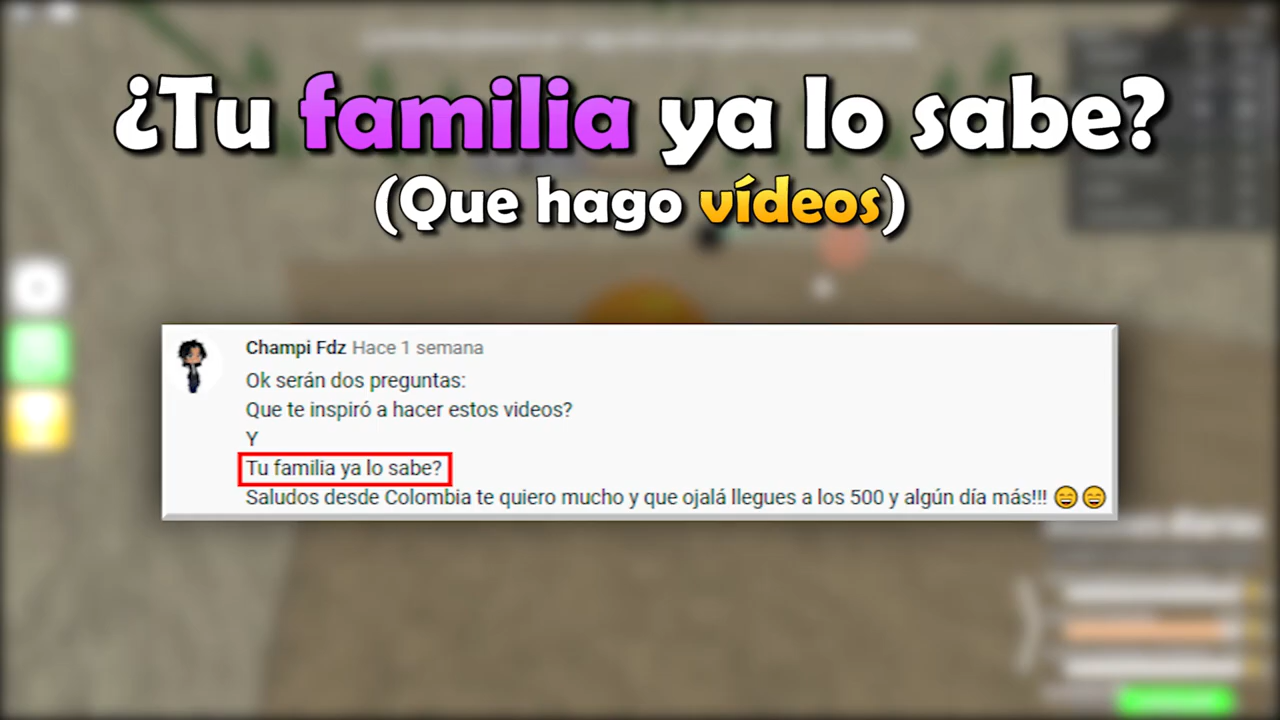 ¿Tu familia ya lo sabe?
(Que hago vídeos)
Champi Fdz Hace 1 semana
Ok serán dos preguntas:
Que te inspiró a hacer estos videos?
Y
Tu familia ya lo sabe?
Saludos desde Colombia te quiero mucho y que ojalá llegues a los 500 y algún día más!!! 😄😄